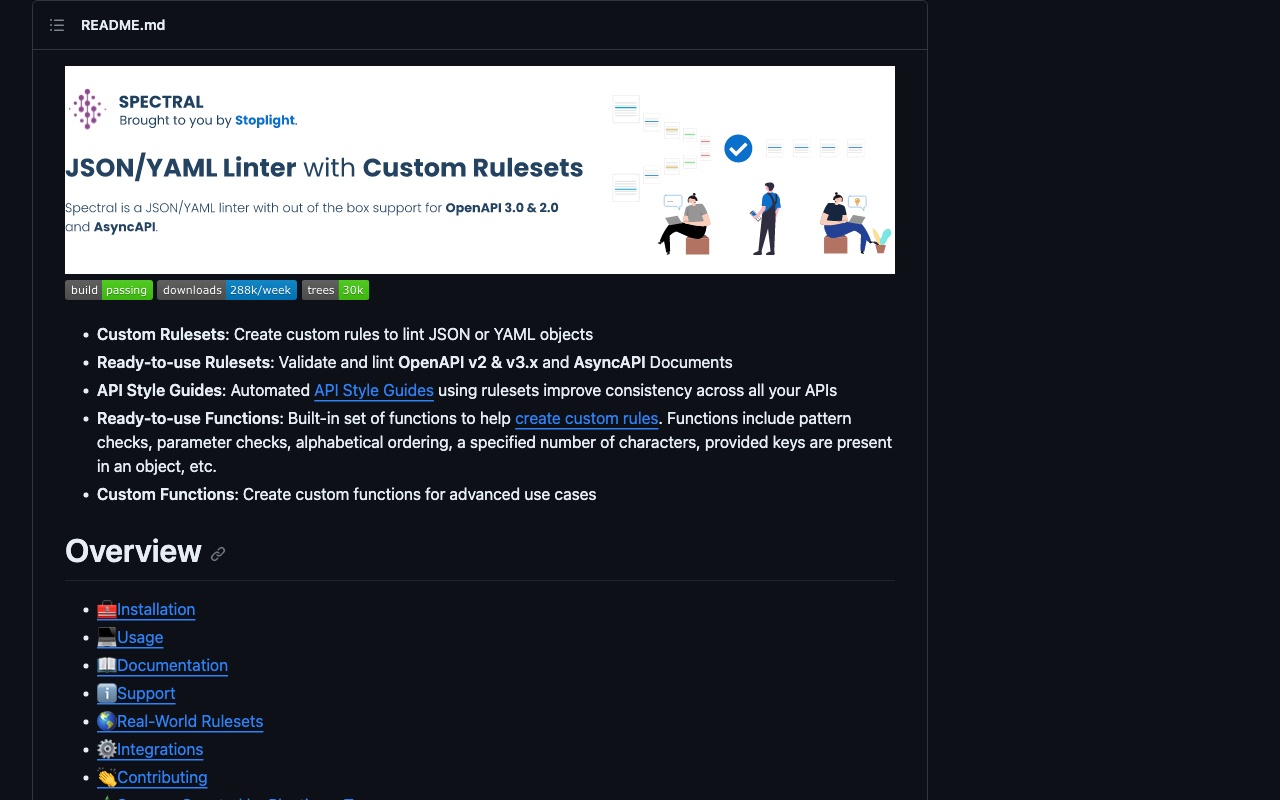 README.md
SPECTRAL
Brought to you by Stoplight.
JSON/YAML Linter with Custom Rulesets
Spectral is a JSON/YAML linter with out of the box support for OpenAPI 3.0 & 2.0
and AsyncAPI.
build passing downloads 288k/week trees 30k
Custom Rulesets: Create custom rules to lint JSON or YAML objects
Ready-to-use Rulesets: Validate and lint OpenAPI v2 & v3.x and AsyncAPI Documents
API Style Guides: Automated API Style Guides using rulesets improve consistency across all your APIs
Ready-to-use Functions: Built-in set of functions to help create custom rules. Functions include pattern
checks, parameter checks, alphabetical ordering, a specified number of characters, provided keys are present
in an object, etc.
Custom Functions: Create custom functions for advanced use cases
Overview
Installation
Usage
Documentation
Support
Real-World Rulesets
Integrations
Contributing